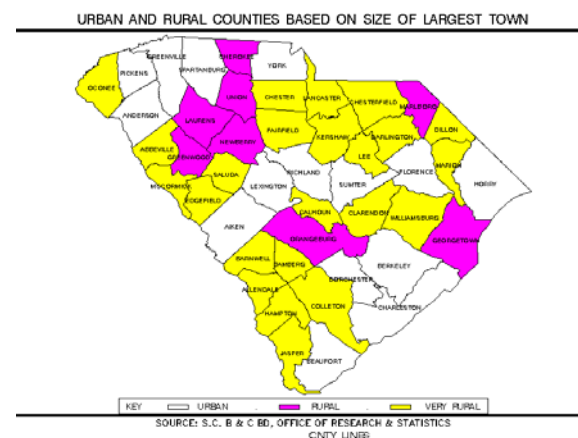 URBAN AND RURAL COUNTIES BASED ON SIZE OF LARGEST TOWN
CHEROKEE
GREENVILLE
SPARTANBURG
YORK
PICKENS
OCONEE
UNION
CHESTER
LANCASTER
CHESTERFIELD
MARLBORO
ANDERSON
LAURENS
DILLON
FAIRFIELD
KERSHAW
DARLINGTON
NEWBERRY
ABBEVILLE
GREENWOOD
LEE
MARION
SALUDA
RICHLAND
FLORENCE
MCCORMICK
LEXINGTON
SUMTER
HORRY
EDGEFIELD
CALHOUN
CLARENDON
WILLIAMSBURG
AIKEN
ORANGEBURG
GEORGETOWN
BARNWELL
BAMBERG
BERKELEY
DORCHESTER
ALLENDALE
COLLETON
CHARLESTON
HAMPTON
JASPER
BEAUFORT
KEY URBAN RURAL VERY RURAL
SOURCE: S.C. B & C BD, OFFICE OF RESEARCH & STATISTICS
CNTY LINES